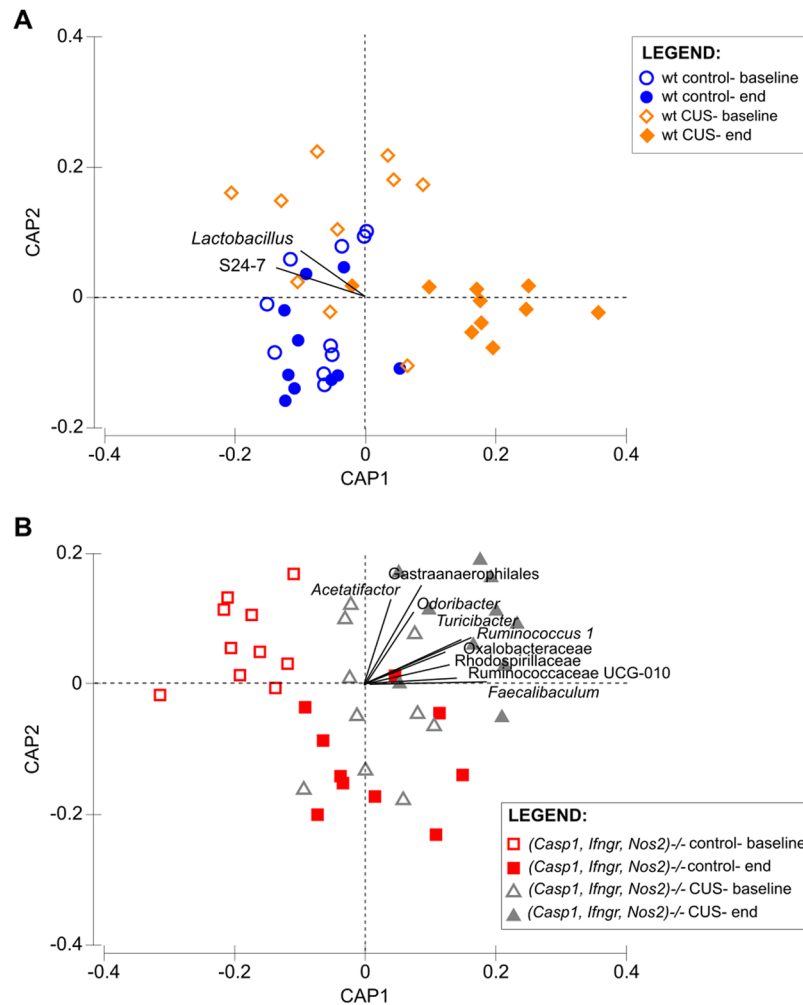 A
0.4
0.2
0
-0.2
CAP2
-0.4
-0.2
0
0.2
0.4
CAP1
Lactobacillus
S24-7
LEGEND:
wt control- baseline
wt control- end
wt CUS- baseline
wt CUS- end
B
0.2
0
-0.2
-0.4
CAP2
-0.4
-0.2
0
0.2
0.4
CAP1
Gastraanaerophilales
Acetatifactor
Odoribacter
Turicibacter
Ruminococcus 1
Oxalobacteraceae
Rhodospirillaceae
Ruminococcaceae UCG-010
Faecalibaculum
LEGEND:
(Casp1, Ifngr, Nos2)-/- control- baseline
(Casp1, Ifngr, Nos2)-/- control- end
(Casp1, Ifngr, Nos2)-/- CUS- baseline
(Casp1, Ifngr, Nos2)-/- CUS- end